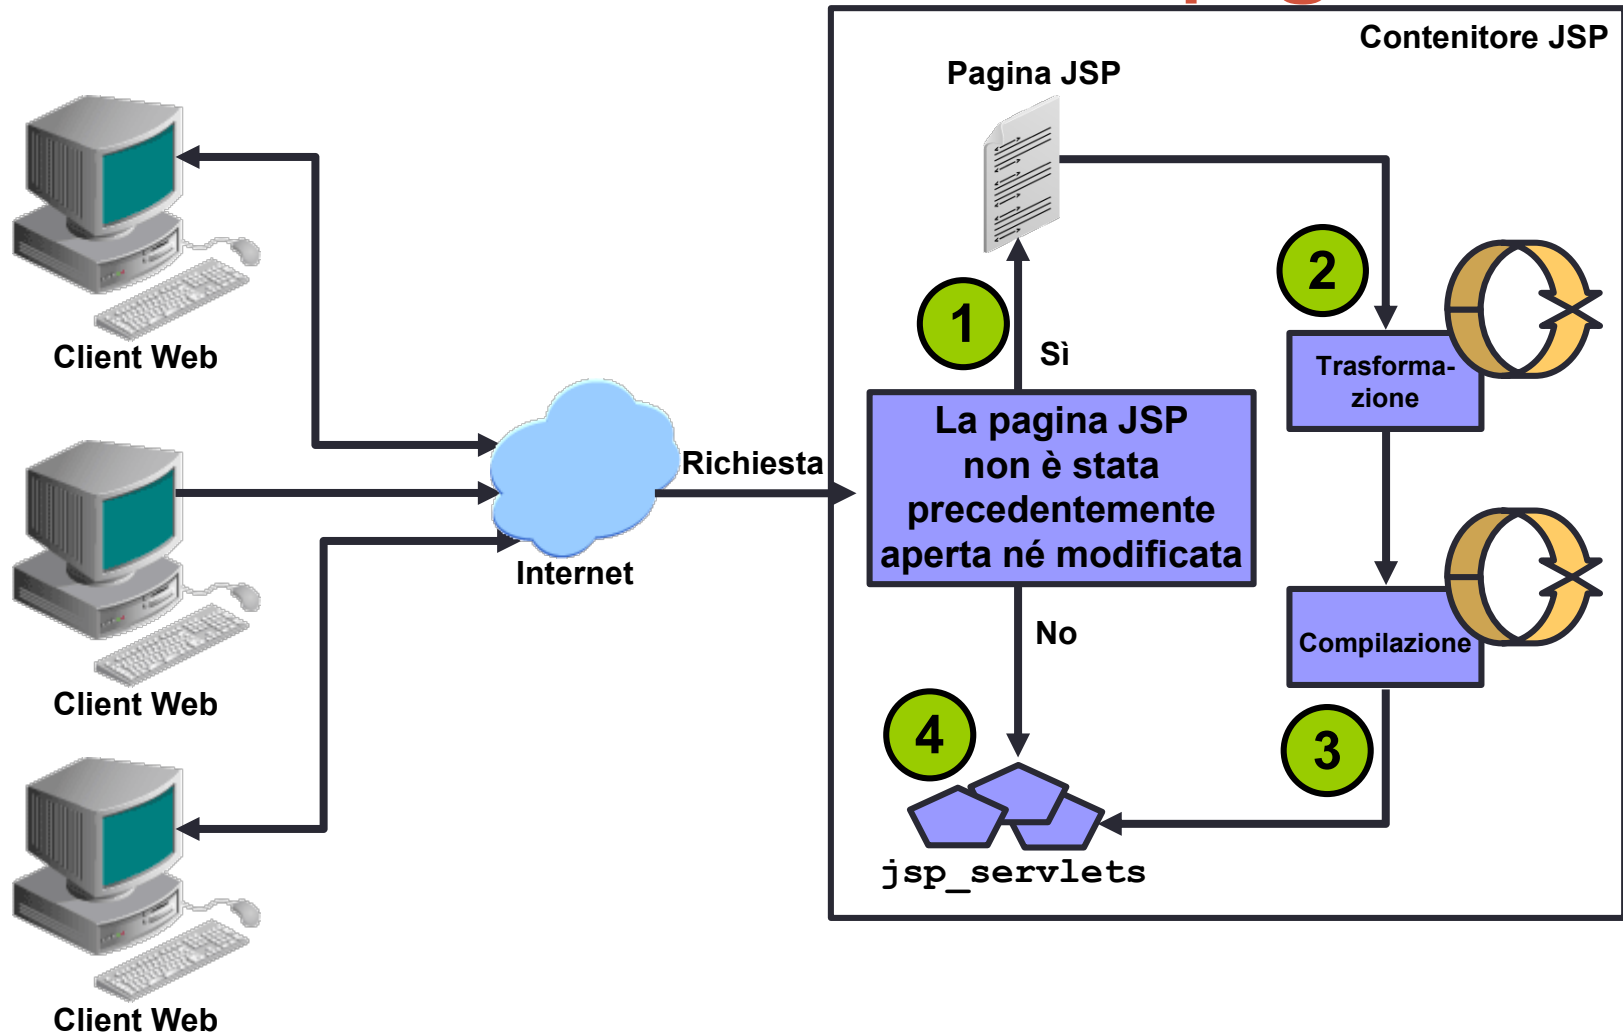 Contenitore JSP
Pagina JSP
Client Web
1
2
Sì
Trasforma-
zione
La pagina JSP
non è stata
precedentemente
aperta né modificata
Richiesta
Internet
Client Web
No
Compilazione
4
3
jsp_servlets
Client Web